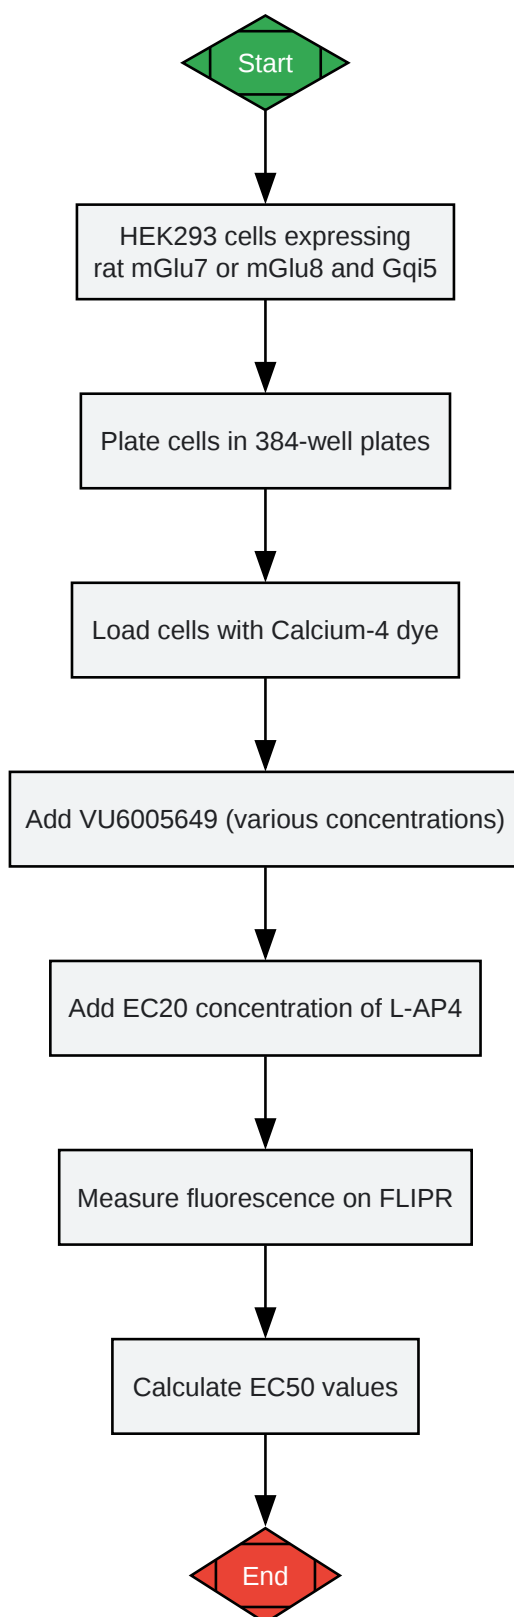 Start
HEK293 cells expressing
rat mGlu7 or mGlu8 and Gqi5
Plate cells in 384-well plates
Load cells with Calcium-4 dye
Add VU6005649 (various concentrations)
Add EC20 concentration of L-AP4
Measure fluorescence on FLIPR
Calculate EC50 values
End